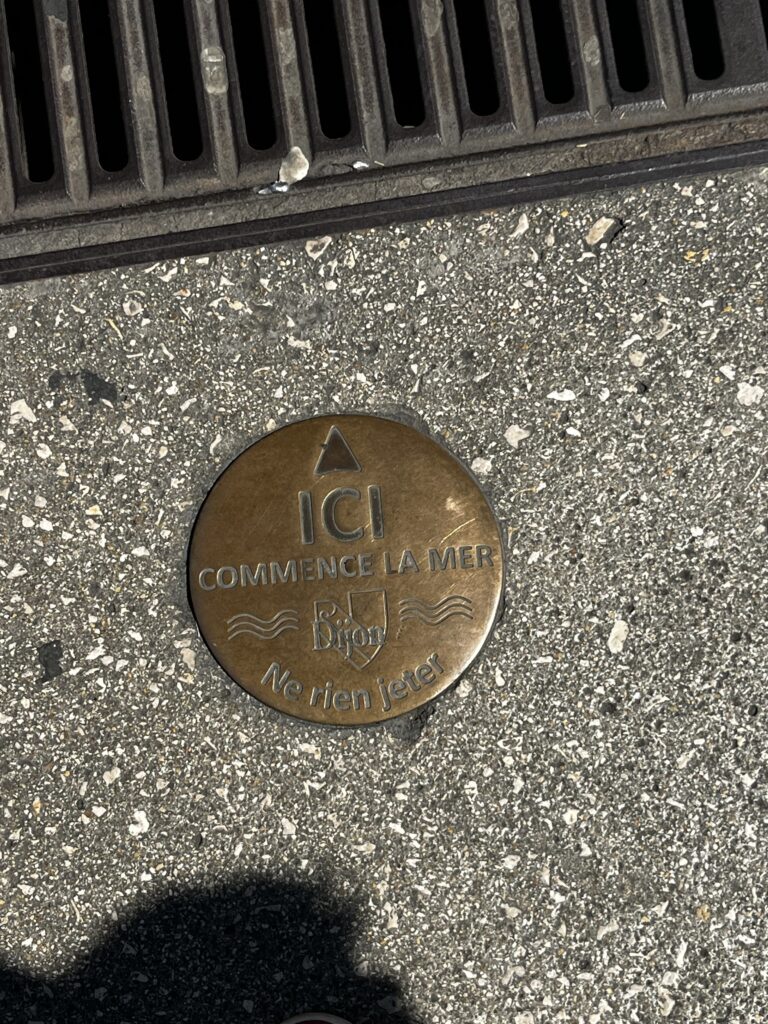 ICI
COMMENCE LA MER
Dijon
Ne rien jeter